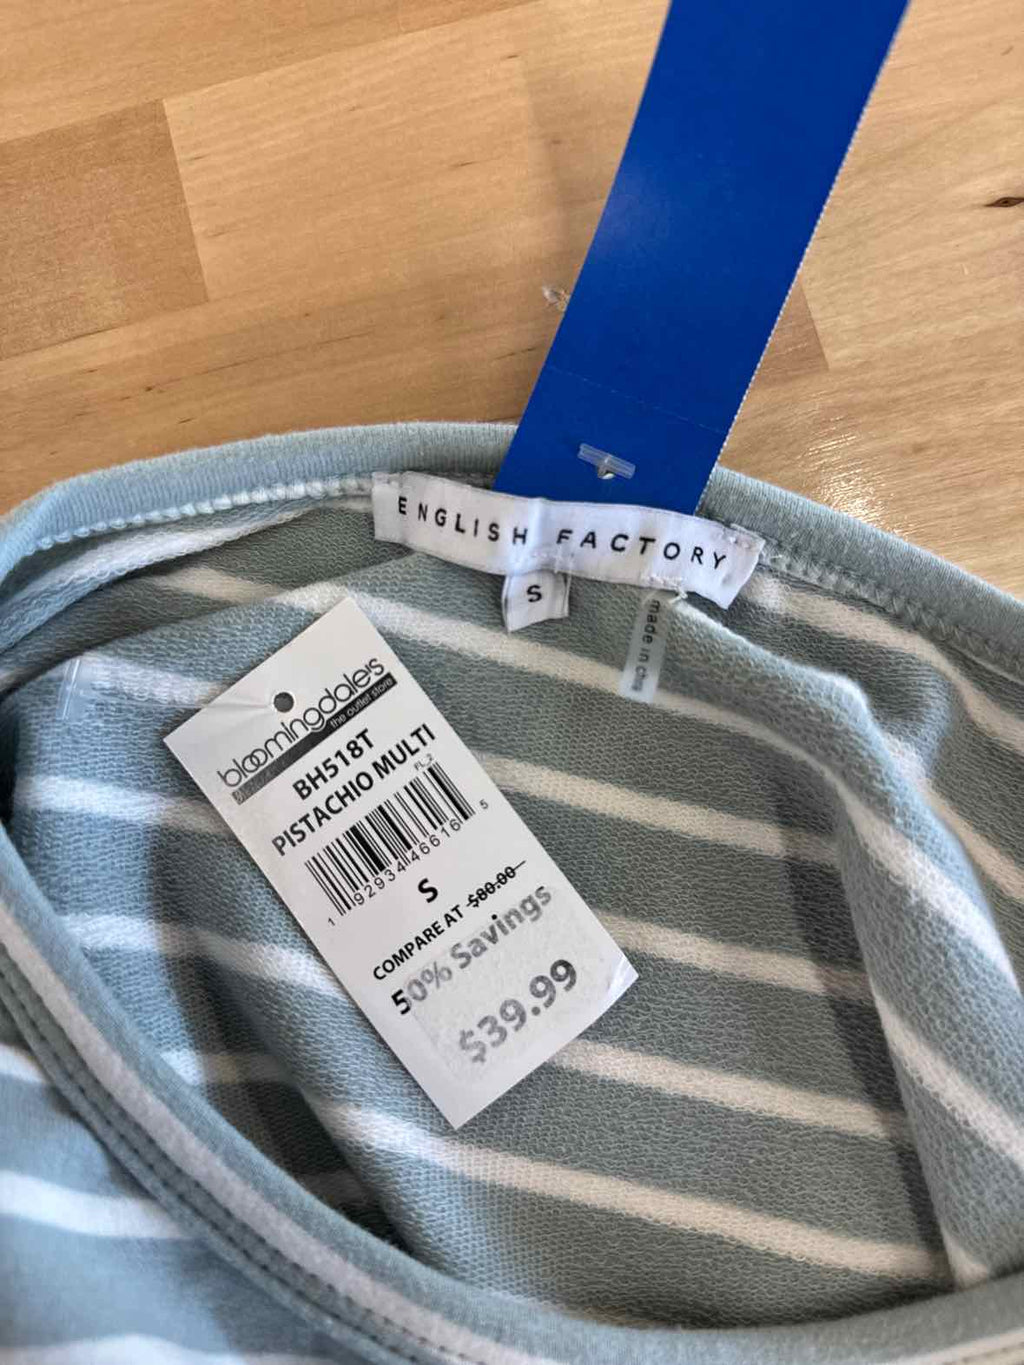 ENGLISH FACTORY
S
made in china
bloomingdale's
the outlet store
BH518T
PISTACHIO MULTI
FL_2
1 92934 46616 5
S
COMPARE AT $80.00
50% Savings
$39.99